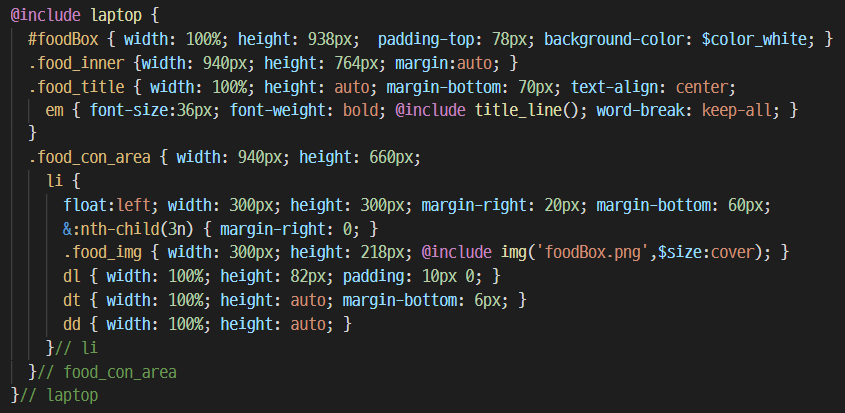 @include laptop {
#foodBox { width: 100%; height: 938px;  padding-top: 78px; background-color: $color_white; }
.food_inner {width: 940px; height: 764px; margin:auto; }
.food_title { width: 100%; height: auto; margin-bottom: 70px; text-align: center;
em { font-size:36px; font-weight: bold; @include title_line(); word-break: keep-all; }
}
.food_con_area { width: 940px; height: 660px;
li {
float:left; width: 300px; height: 300px; margin-right: 20px; margin-bottom: 60px;
&:nth-child(3n) { margin-right: 0; }
.food_img { width: 300px; height: 218px; @include img('foodBox.png',$size:cover); }
dl { width: 100%; height: 82px; padding: 10px 0; }
dt { width: 100%; height: auto; margin-bottom: 6px; }
dd { width: 100%; height: auto; }
}// li
}// food_con_area
}// laptop